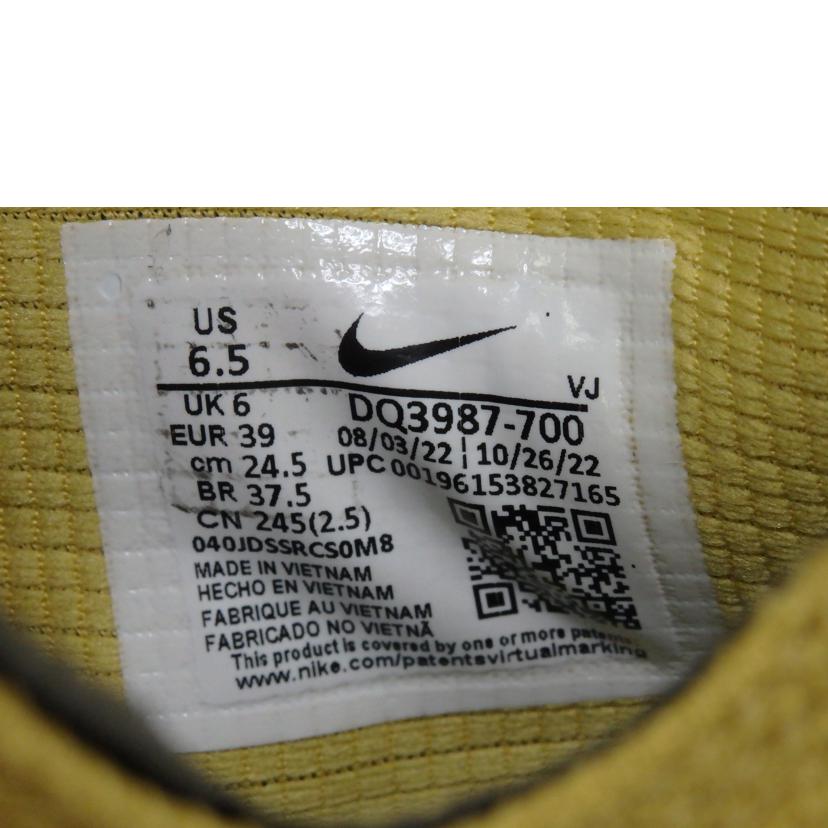 US
6.5
VJ
UK 6
DQ3987-700
EUR 39
08/03/22 | 10/26/22
cm 24.5
UPC 00196153827165
BR 37.5
CN 245(2.5)
040JDSSRCS0M8
MADE IN VIETNAM
HECHO EN VIETNAM
FABRIQUE AU VIETNAM
FABRICADO NO VIETNÃ
This product is covered by one or more patents
www.nike.com/patentsvirtualmarking